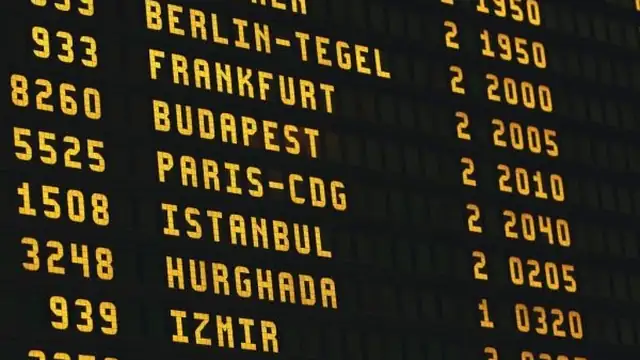 1950
2 1950
BERLIN-TEGEL 2 2000
933 FRANKFURT 2 2005
8260 BUDAPEST 2 2010
5525 PARIS-CDG 2 2040
1508 ISTANBUL 2 0205
3248 HURGHADA 1 0320
939 IZMIR